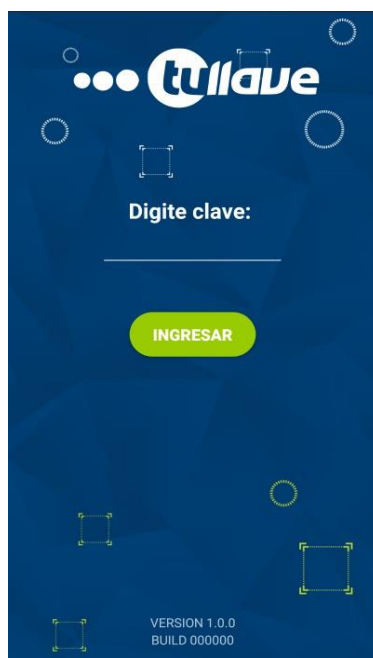 tullave
Digite clave:
INGRESAR
VERSION 1.0.0
BUILD 000000